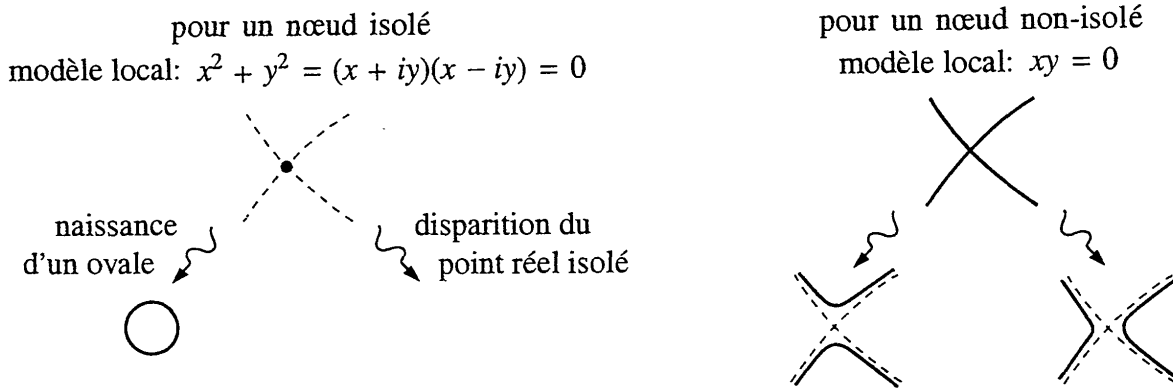 pour un nœud isolé
modèle local: x² + y² = (x + iy)(x − iy) = 0
naissance
d'un ovale
disparition du
point réel isolé
pour un nœud non-isolé
modèle local: xy = 0